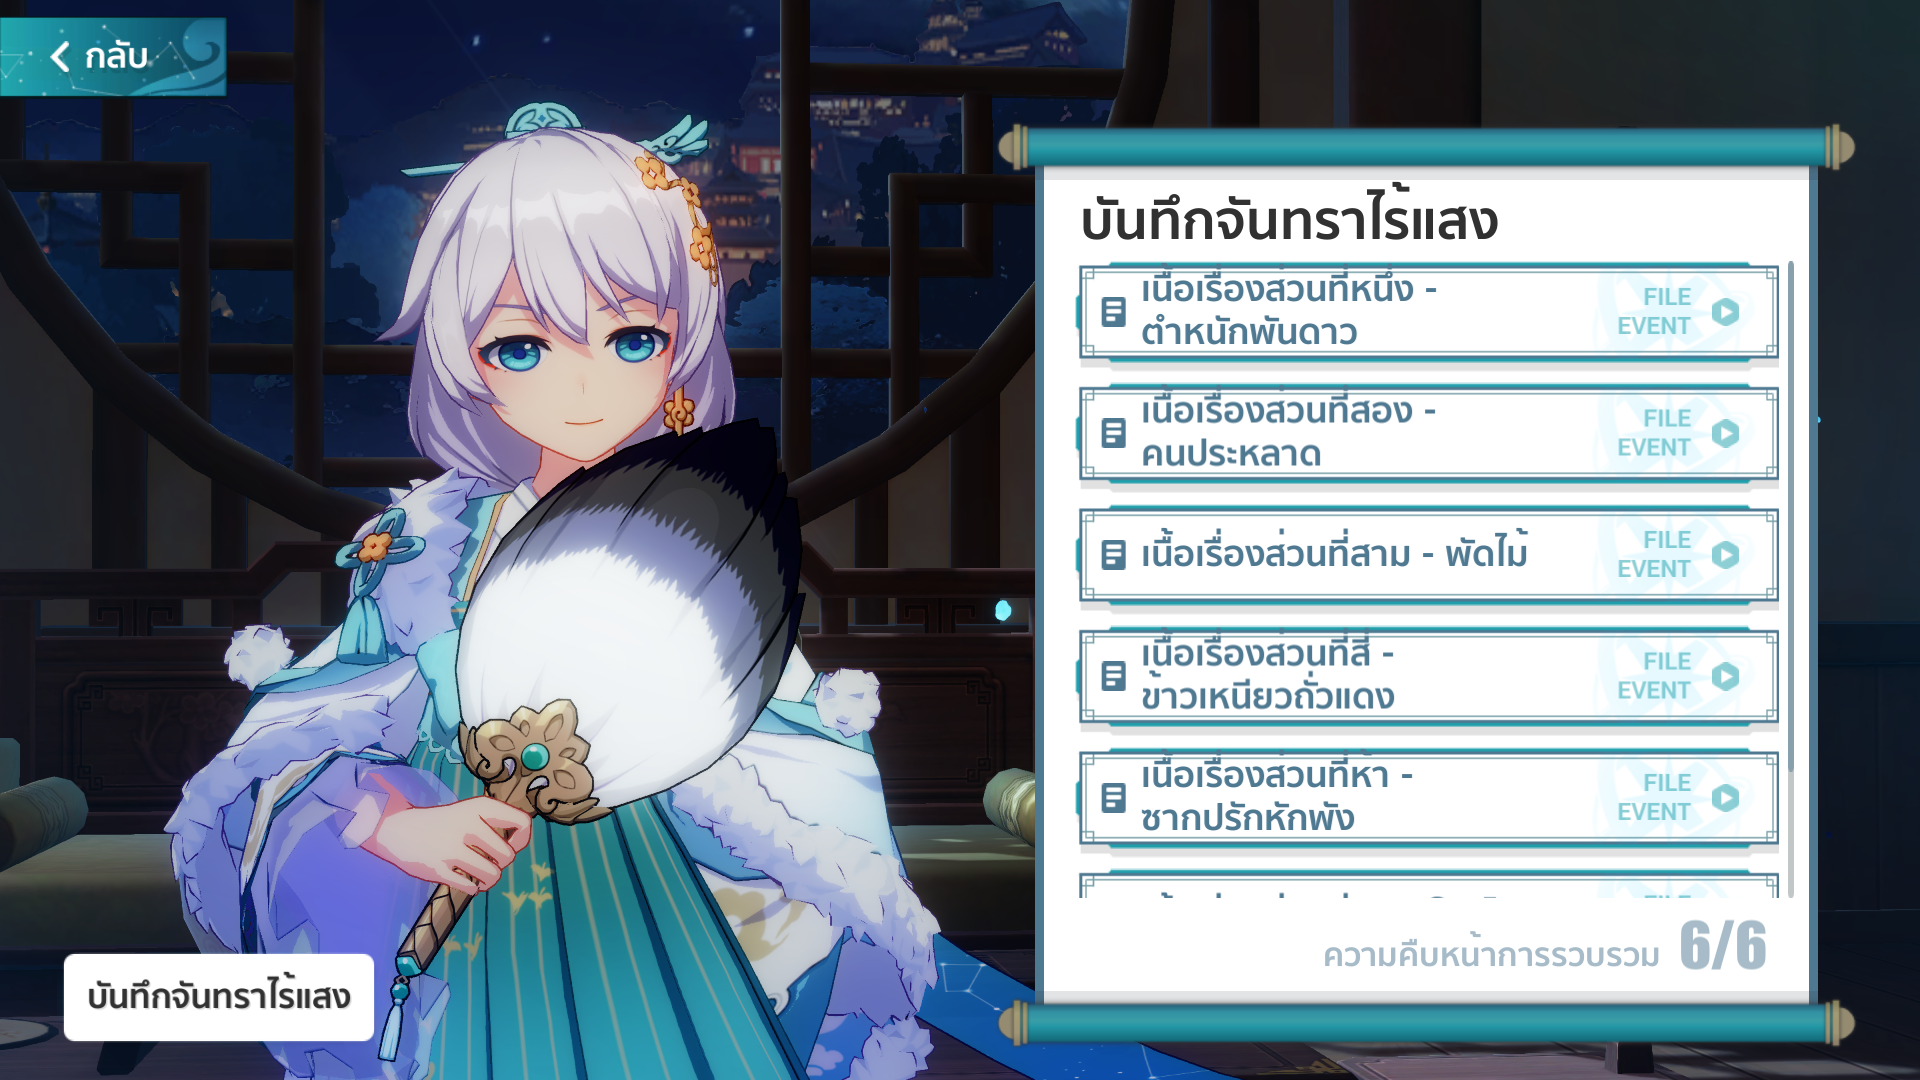 กลับ
บันทึกจันทราไร้แสง
เนื้อเรื่องส่วนที่หนึ่ง -
ตำหนักพันดาว
FILE
EVENT
เนื้อเรื่องส่วนที่สอง -
คนประหลาด
FILE
EVENT
เนื้อเรื่องส่วนที่สาม - พัดไม้
FILE
EVENT
เนื้อเรื่องส่วนที่สี่ -
ข้าวเหนียวถั่วแดง
FILE
EVENT
เนื้อเรื่องส่วนที่ห้า -
ซากปรักหักพัง
FILE
EVENT
ความคืบหน้าการรวบรวม 6/6
บันทึกจันทราไร้แสง